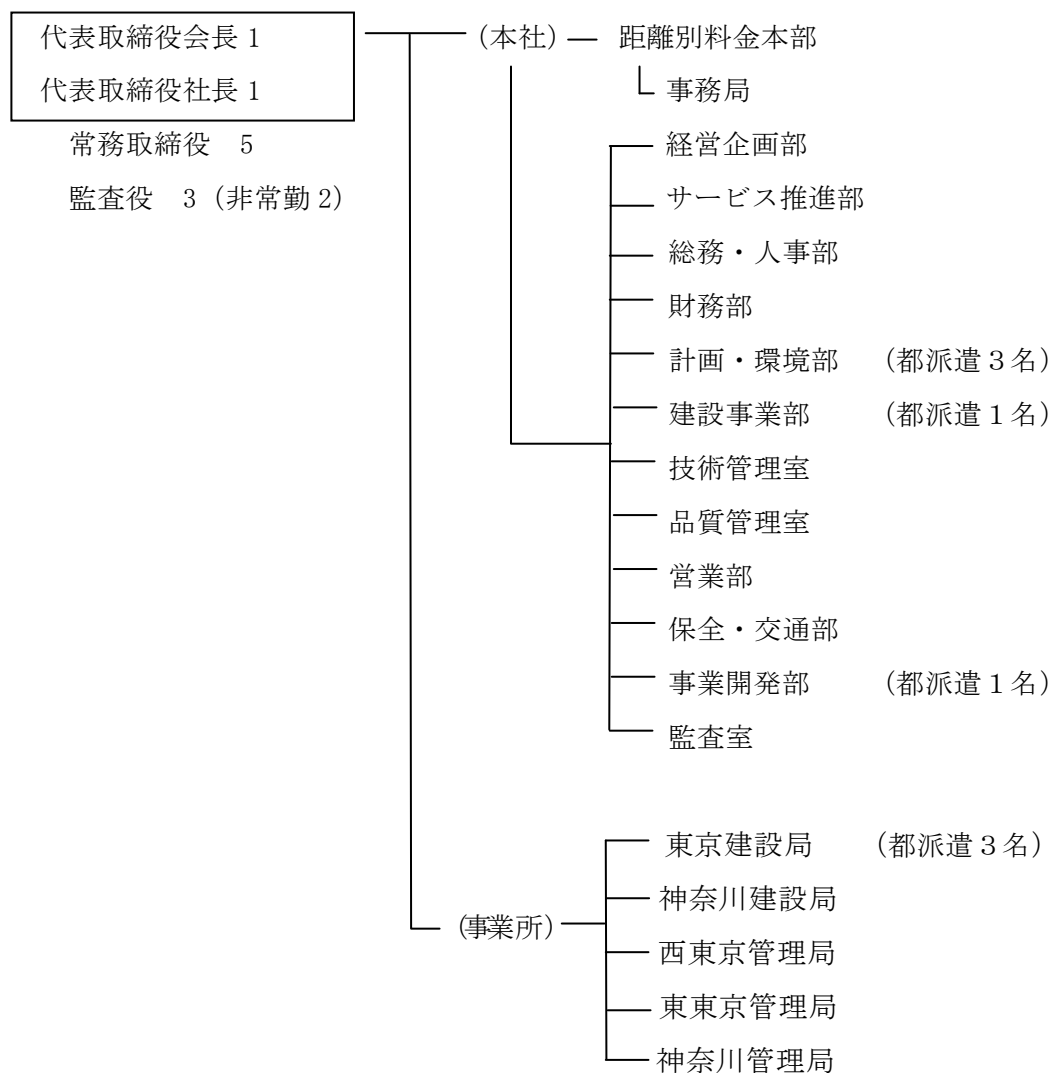 代表取締役会長 1
代表取締役社長 1
常務取締役 5
監査役 3 (非常勤 2)
(本社)
距離別料金本部
事務局
経営企画部
サービス推進部
総務・人事部
財務部
計画・環境部 (都派遣3名)
建設事業部 (都派遣1名)
技術管理室
品質管理室
営業部
保全・交通部
事業開発部 (都派遣1名)
監査室
(事業所)
東京建設局 (都派遣3名)
神奈川建設局
西東京管理局
東東京管理局
神奈川管理局